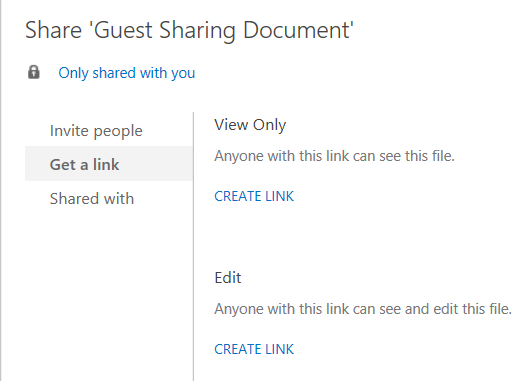 Share 'Guest Sharing Document'
Only shared with you
Invite people
Get a link
Shared with
View Only
Anyone with this link can see this file.
CREATE LINK
Edit
Anyone with this link can see and edit this file.
CREATE LINK